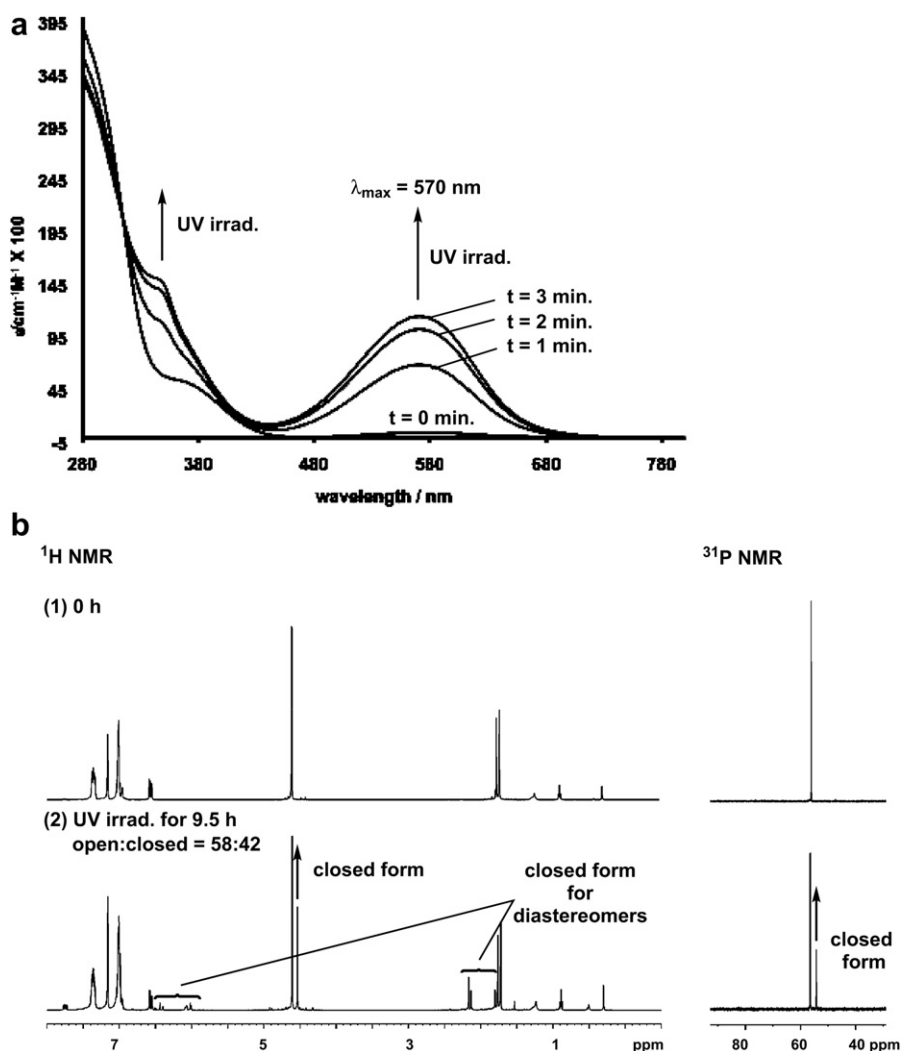 a
395
345
295
245
195
145
95
45
-5
ε/cm⁻¹M⁻¹ X 100
UV irrad.
λmax = 570 nm
UV irrad.
t = 3 min.
t = 2 min.
t = 1 min.
t = 0 min.
280 380 480 580 680 780
wavelength / nm
b
¹H NMR
³¹P NMR
(1) 0 h
(2) UV irrad. for 9.5 h
open:closed = 58:42
closed form
closed form
for
diastereomers
closed
form
7 5 3 1 ppm
80 60 40 ppm